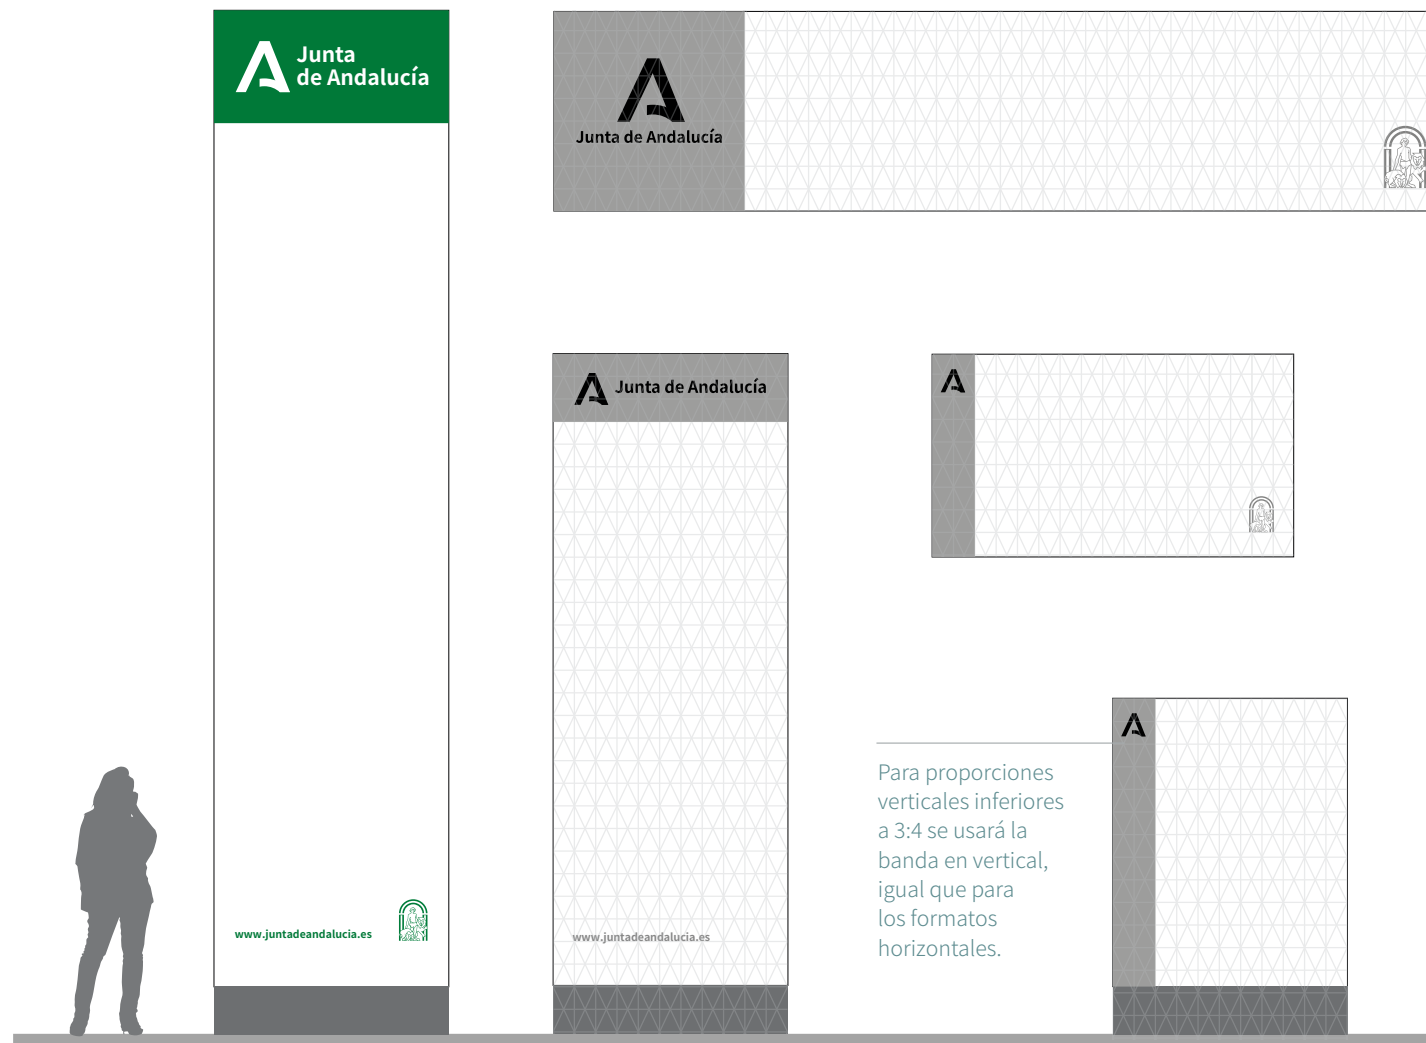 Junta
de Andalucía
Junta de Andalucía
Junta de Andalucía
Para proporciones
verticales inferiores
a 3:4 se usará la
banda en vertical,
igual que para
los formatos
horizontales.
www.juntadeandalucia.es
www.juntadeandalucia.es